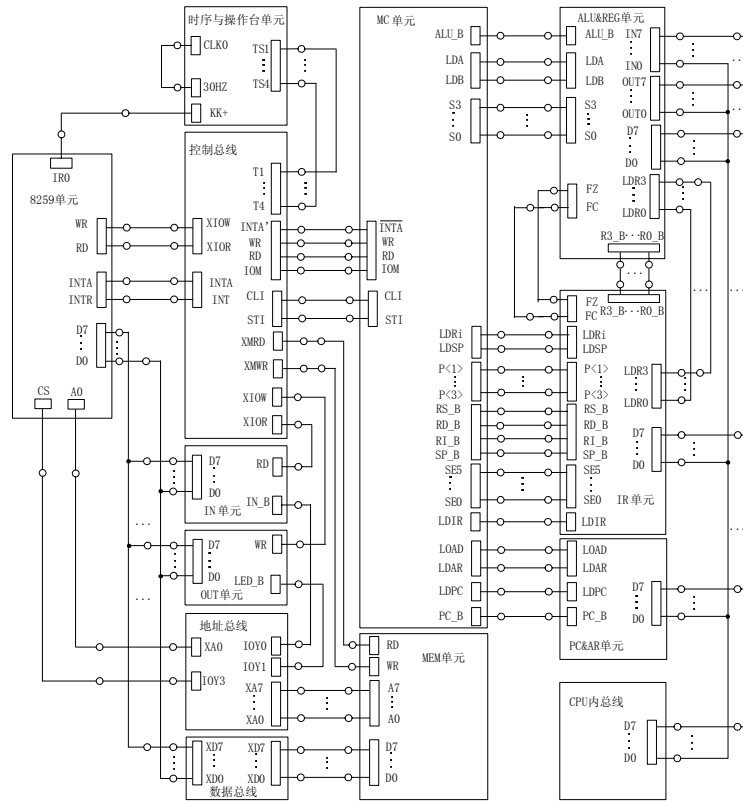 时序与操作台单元
CLK0
30HZ
KK+
TS1
TS4
8259单元
IR0
WR
RD
INTA
INTR
D7
D0
CS
A0
控制总线
T1
T4
XIOW
XIOR
INTA'
WR
RD
IOM
INTA
INT
CLI
STI
XMRD
XMWR
XIOW
XIOR
D7
D0
RD
IN_B
IN单元
D7
D0
WR
LED_B
OUT单元
地址总线
XA0
IOY3
IOY0
IOY1
XA7
XA0
XD7
XD0
XD7
XD0
数据总线
MC单元
ALU_B
LDA
LDB
S3
S0
INTA
WR
RD
IOM
CLI
STI
LDRi
LDSP
P<1>
P<3>
RS_B
RD_B
RI_B
SP_B
SE5
SE0
LDIR
LOAD
LDAR
LDPC
PC_B
MEM单元
RD
WR
A7
A0
D7
D0
ALU&REG单元
ALU_B
LDA
LDB
S3
S0
IN7
IN0
OUT7
OUT0
D7
D0
FZ
FC
LDR3
LDR0
R3_B···R0_B
FZ
FC
R3_B···R0_B
LDRi
LDSP
P<1>
P<3>
RS_B
RD_B
RI_B
SP_B
SE5
SE0
LDIR
LDR3
LDR0
D7
D0
IR单元
LOAD
LDAR
LDPC
PC_B
D7
D0
PC&AR单元
CPU内总线
D7
D0